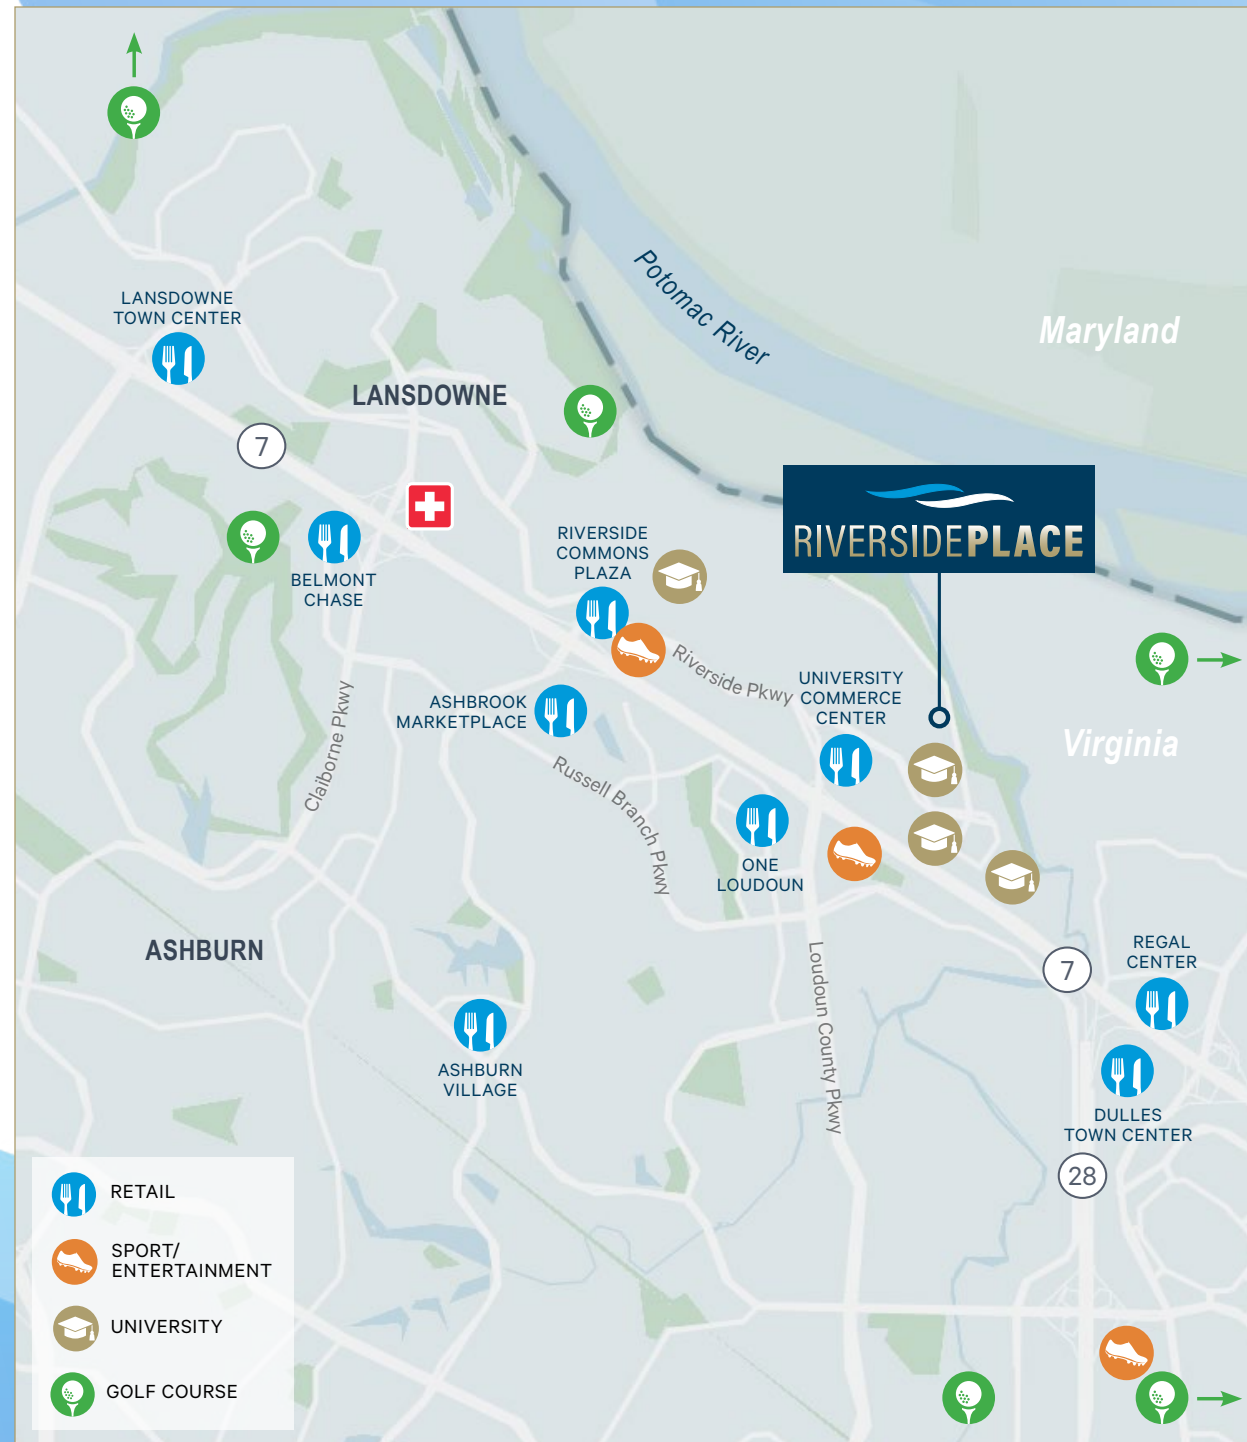 Potomac River
Maryland
LANSDOWNE
TOWN CENTER
LANSDOWNE
7
RIVERSIDEPLACE
RIVERSIDE
COMMONS
PLAZA
BELMONT
CHASE
Riverside Pkwy
UNIVERSITY
COMMERCE
CENTER
ASHBROOK
MARKETPLACE
Virginia
Claiborne Pkwy
Russell Branch Pkwy
ONE
LOUDOUN
ASHBURN
Loudoun County Pkwy
7
REGAL
CENTER
ASHBURN
VILLAGE
DULLES
TOWN CENTER
28
RETAIL
SPORT/
ENTERTAINMENT
UNIVERSITY
GOLF COURSE